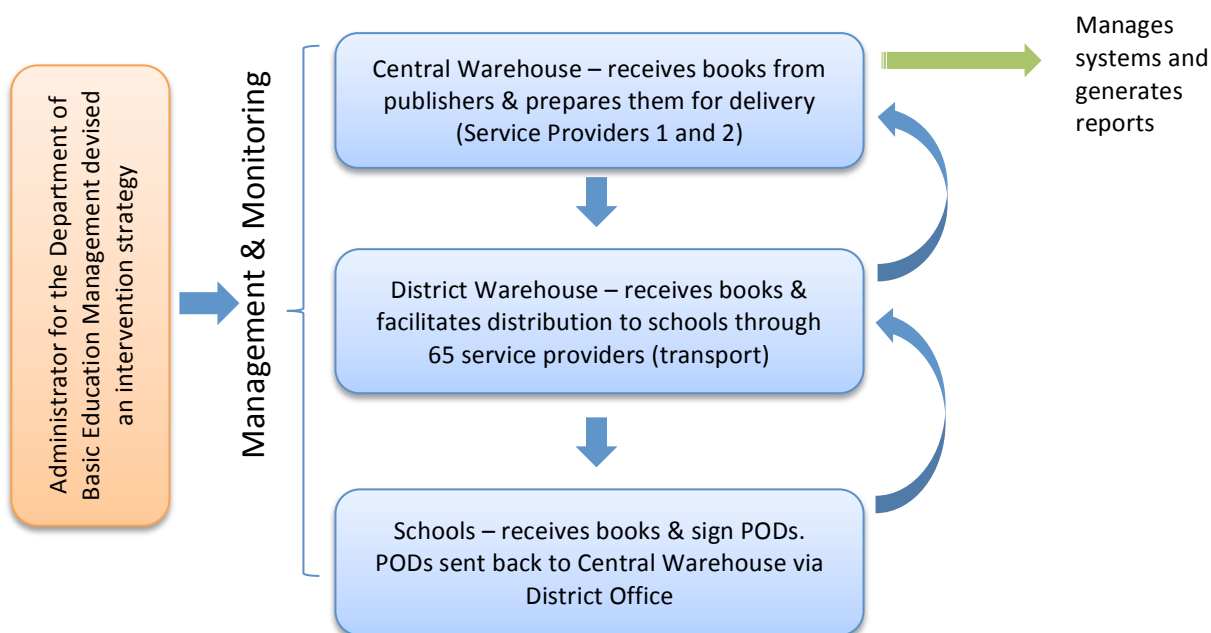 Administrator for the Department of
Basic Education Management devised
an intervention strategy
Management & Monitoring
Central Warehouse – receives books from
publishers & prepares them for delivery
(Service Providers 1 and 2)
Manages
systems and
generates
reports
District Warehouse – receives books &
facilitates distribution to schools through
65 service providers (transport)
Schools – receives books & sign PODs.
PODs sent back to Central Warehouse via
District Office